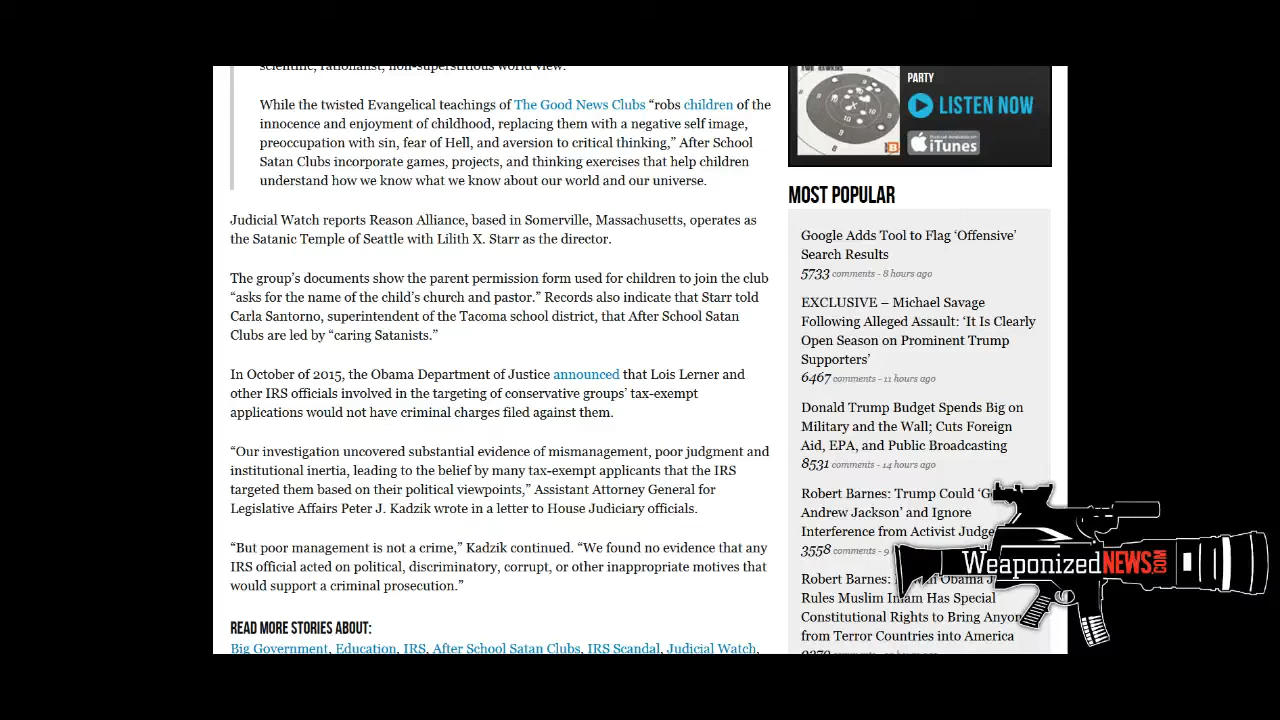 scientific, rationalist, non-superstitious world view.
While the twisted Evangelical teachings of The Good News Clubs “robs children of the
innocence and enjoyment of childhood, replacing them with a negative self image,
preoccupation with sin, fear of Hell, and aversion to critical thinking,” After School
Satan Clubs incorporate games, projects, and thinking exercises that help children
understand how we know what we know about our world and our universe.
Judicial Watch reports Reason Alliance, based in Somerville, Massachusetts, operates as
the Satanic Temple of Seattle with Lilith X. Starr as the director.
The group’s documents show the parent permission form used for children to join the club
“asks for the name of the child’s church and pastor.” Records also indicate that Starr told
Carla Santorno, superintendent of the Tacoma school district, that After School Satan
Clubs are led by “caring Satanists.”
In October of 2015, the Obama Department of Justice announced that Lois Lerner and
other IRS officials involved in the targeting of conservative groups’ tax-exempt
applications would not have criminal charges filed against them.
“Our investigation uncovered substantial evidence of mismanagement, poor judgment and
institutional inertia, leading to the belief by many tax-exempt applicants that the IRS
targeted them based on their political viewpoints,” Assistant Attorney General for
Legislative Affairs Peter J. Kadzik wrote in a letter to House Judiciary officials.
“But poor management is not a crime,” Kadzik continued. “We found no evidence that any
IRS official acted on political, discriminatory, corrupt, or other inappropriate motives that
would support a criminal prosecution.”
READ MORE STORIES ABOUT:
Big Government, Education, IRS, After School Satan Clubs, IRS Scandal, Judicial Watch,
PARTY
LISTEN NOW
iTunes
MOST POPULAR
Google Adds Tool to Flag ‘Offensive’
Search Results
5733 comments - 8 hours ago
EXCLUSIVE – Michael Savage
Following Alleged Assault: ‘It Is Clearly
Open Season on Prominent Trump
Supporters’
6467 comments - 11 hours ago
Donald Trump Budget Spends Big on
Military and the Wall; Cuts Foreign
Aid, EPA, and Public Broadcasting
8531 comments - 14 hours ago
Robert Barnes: Trump Could
Andrew Jackson’ and Ignore
Interference from Activist Judge
3558 comments - 9
Robert Barnes: Obama
Rules Muslim Imam Has Special
Constitutional Rights to Bring Anyon
from Terror Countries into America
WeaponizedNEWS.COM